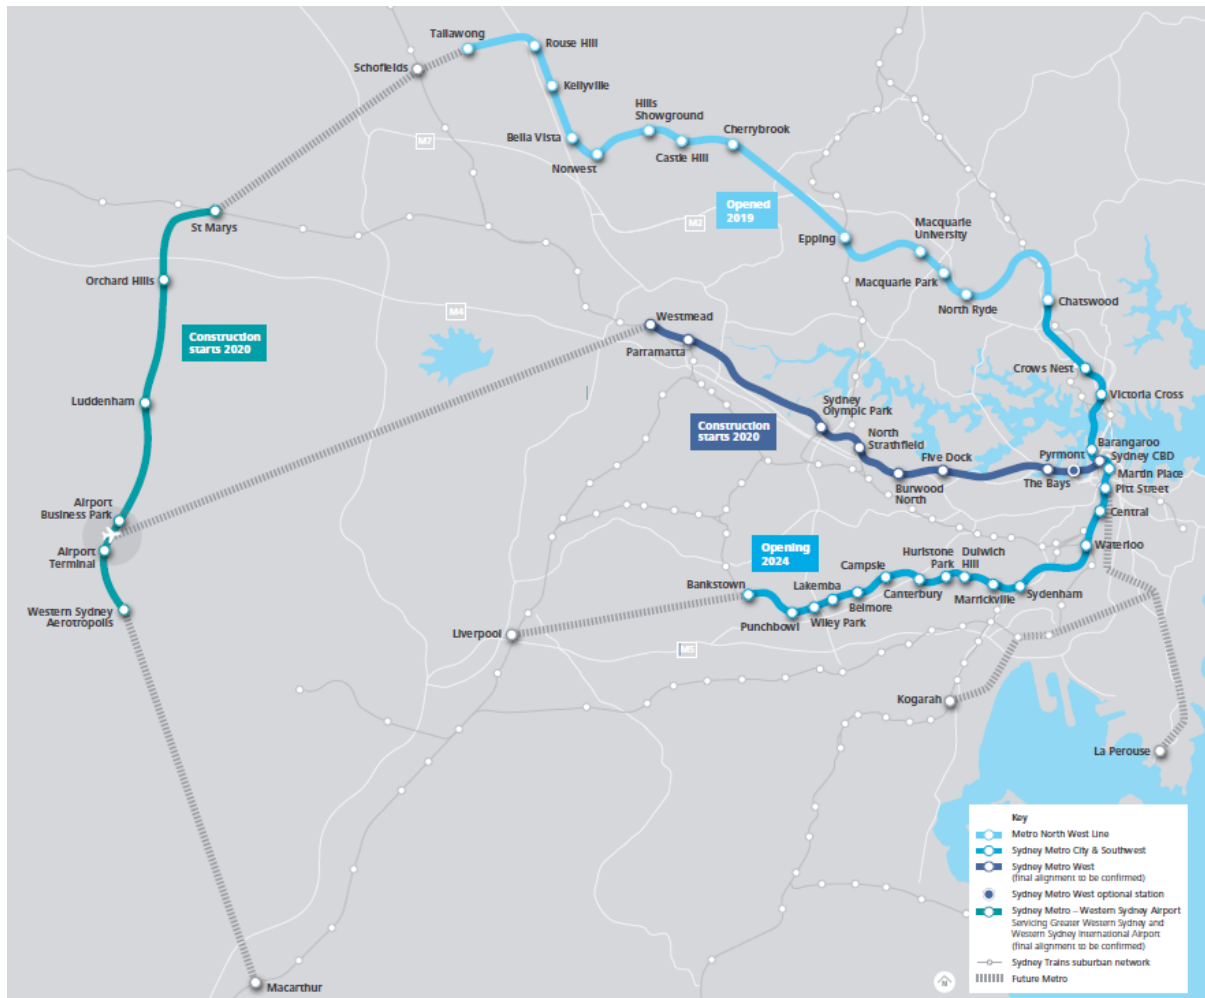 Tallawong
Rouse Hill
Schofields
Kellyville
Hills
Showground
Cherrybrook
Bella Vista
M7
Castle Hill
Norwest
Opened
2019
Macquarie
University
M2
St Marys
Epping
Orchard Hills
Macquarie Park
North Ryde
Chatswood
M4
Westmead
Construction
starts 2020
Parramatta
Crows Nest
Victoria Cross
Luddenham
Sydney
Olympic Park
Construction
starts 2020
North
Strathfield
Barangaroo
Five Dock
Pyrmont
Sydney CBD
Martin Place
The Bays
Burwood
North
Pitt Street
Airport
Business Park
Central
Airport
Terminal
Opening
2024
Waterloo
Hurlstone
Park
Dulwich
Hill
Campsie
Bankstown
Lakemba
Canterbury
Belmore
Marrickville
Sydenham
Western Sydney
Aerotropolis
Punchbowl
Wiley Park
Liverpool
M5
Kogarah
La Perouse
Macarthur
Key
Metro North West Line
Sydney Metro City & Southwest
Sydney Metro West
(final alignment to be confirmed)
Sydney Metro West optional station
Sydney Metro – Western Sydney Airport
Servicing Greater Western Sydney and
Western Sydney International Airport
(final alignment to be confirmed)
Sydney Trains suburban network
Future Metro
N